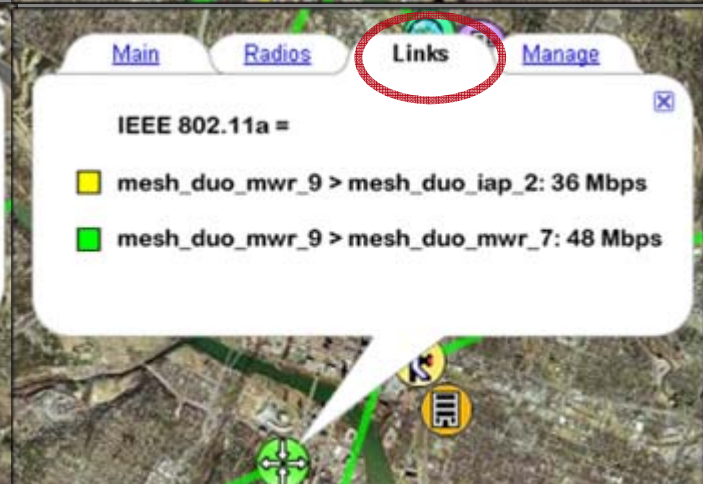 Main Radios Links Manage
IEEE 802.11a =
mesh_duo_mwr_9 > mesh_duo_iap_2: 36 Mbps
mesh_duo_mwr_9 > mesh_duo_mwr_7: 48 Mbps